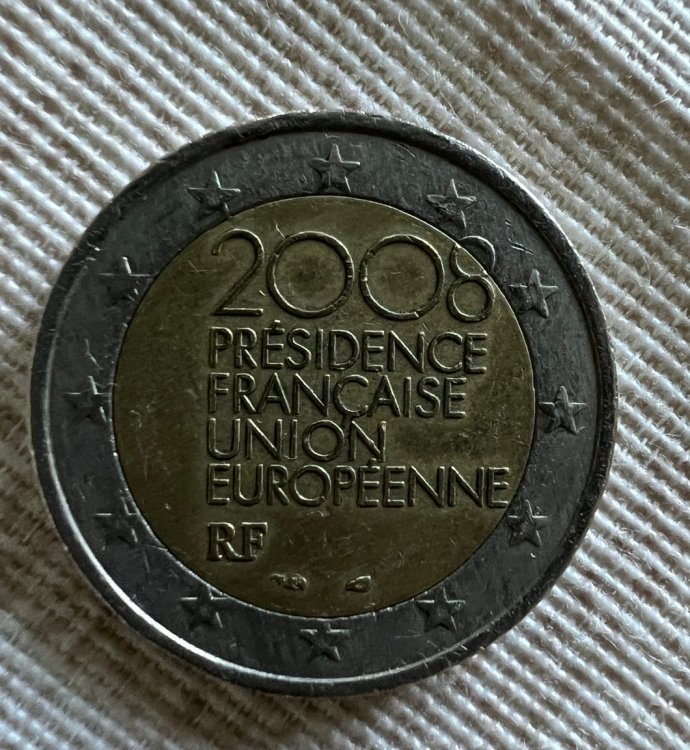 2008
PRÉSIDENCE
FRANÇAISE
UNION
EUROPÉENNE
RF